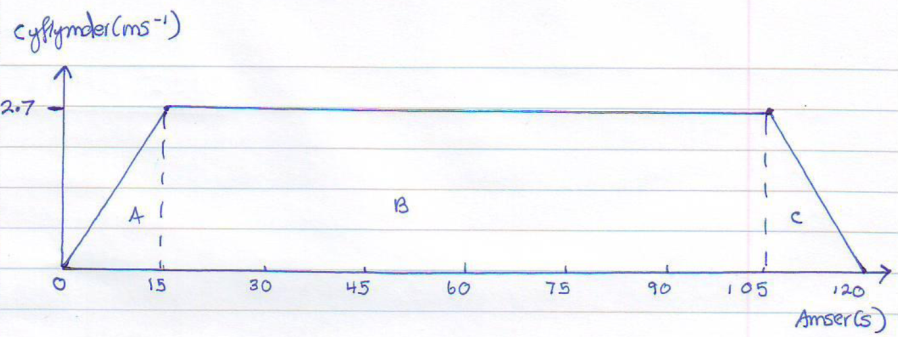 Cyflymder (ms⁻¹)
2.7
A
B
C
0 15 30 45 60 75 90 105 120
Amser (s)